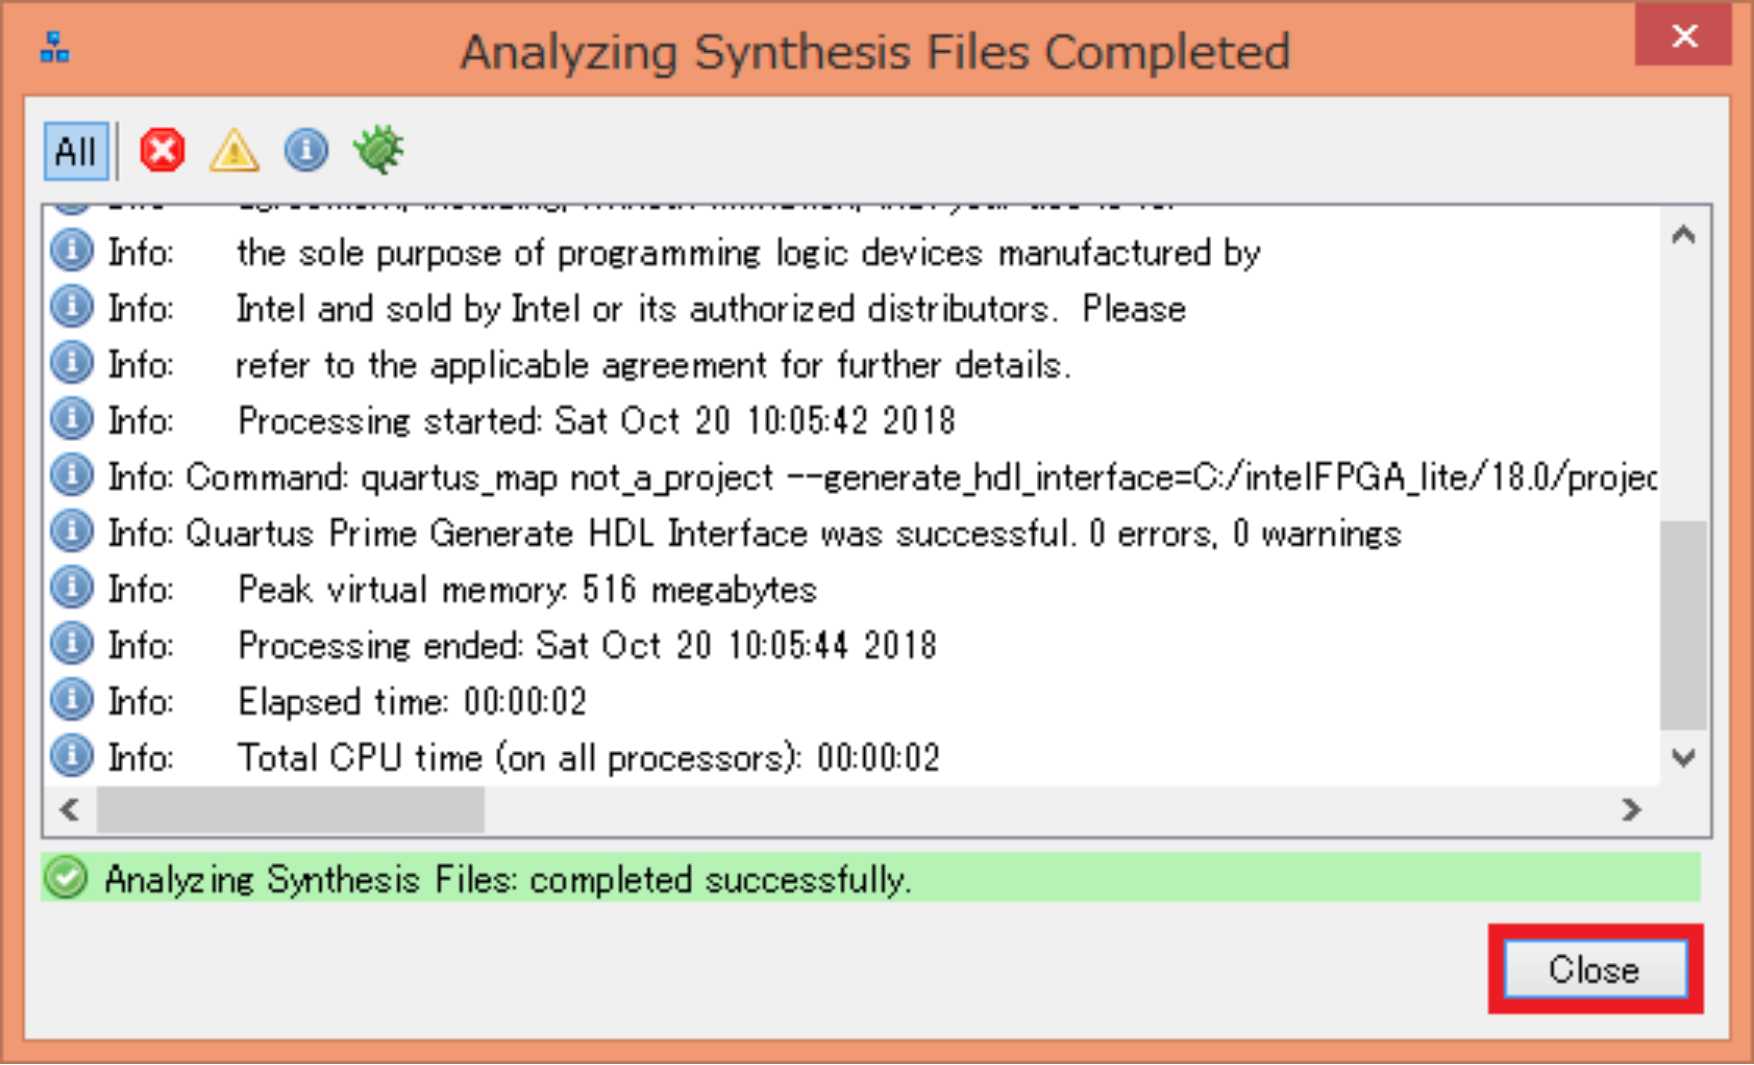 Analyzing Synthesis Files Completed
All
Info: the sole purpose of programming logic devices manufactured by
Info: Intel and sold by Intel or its authorized distributors.  Please
Info: refer to the applicable agreement for further details.
Info: Processing started: Sat Oct 20 10:05:42 2018
Info: Command: quartus_map not_a_project --generate_hdl_interface=C:/intelFPGA_lite/18.0/projec
Info: Quartus Prime Generate HDL Interface was successful. 0 errors, 0 warnings
Info: Peak virtual memory: 516 megabytes
Info: Processing ended: Sat Oct 20 10:05:44 2018
Info: Elapsed time: 00:00:02
Info: Total CPU time (on all processors): 00:00:02
Analyzing Synthesis Files: completed successfully.
Close